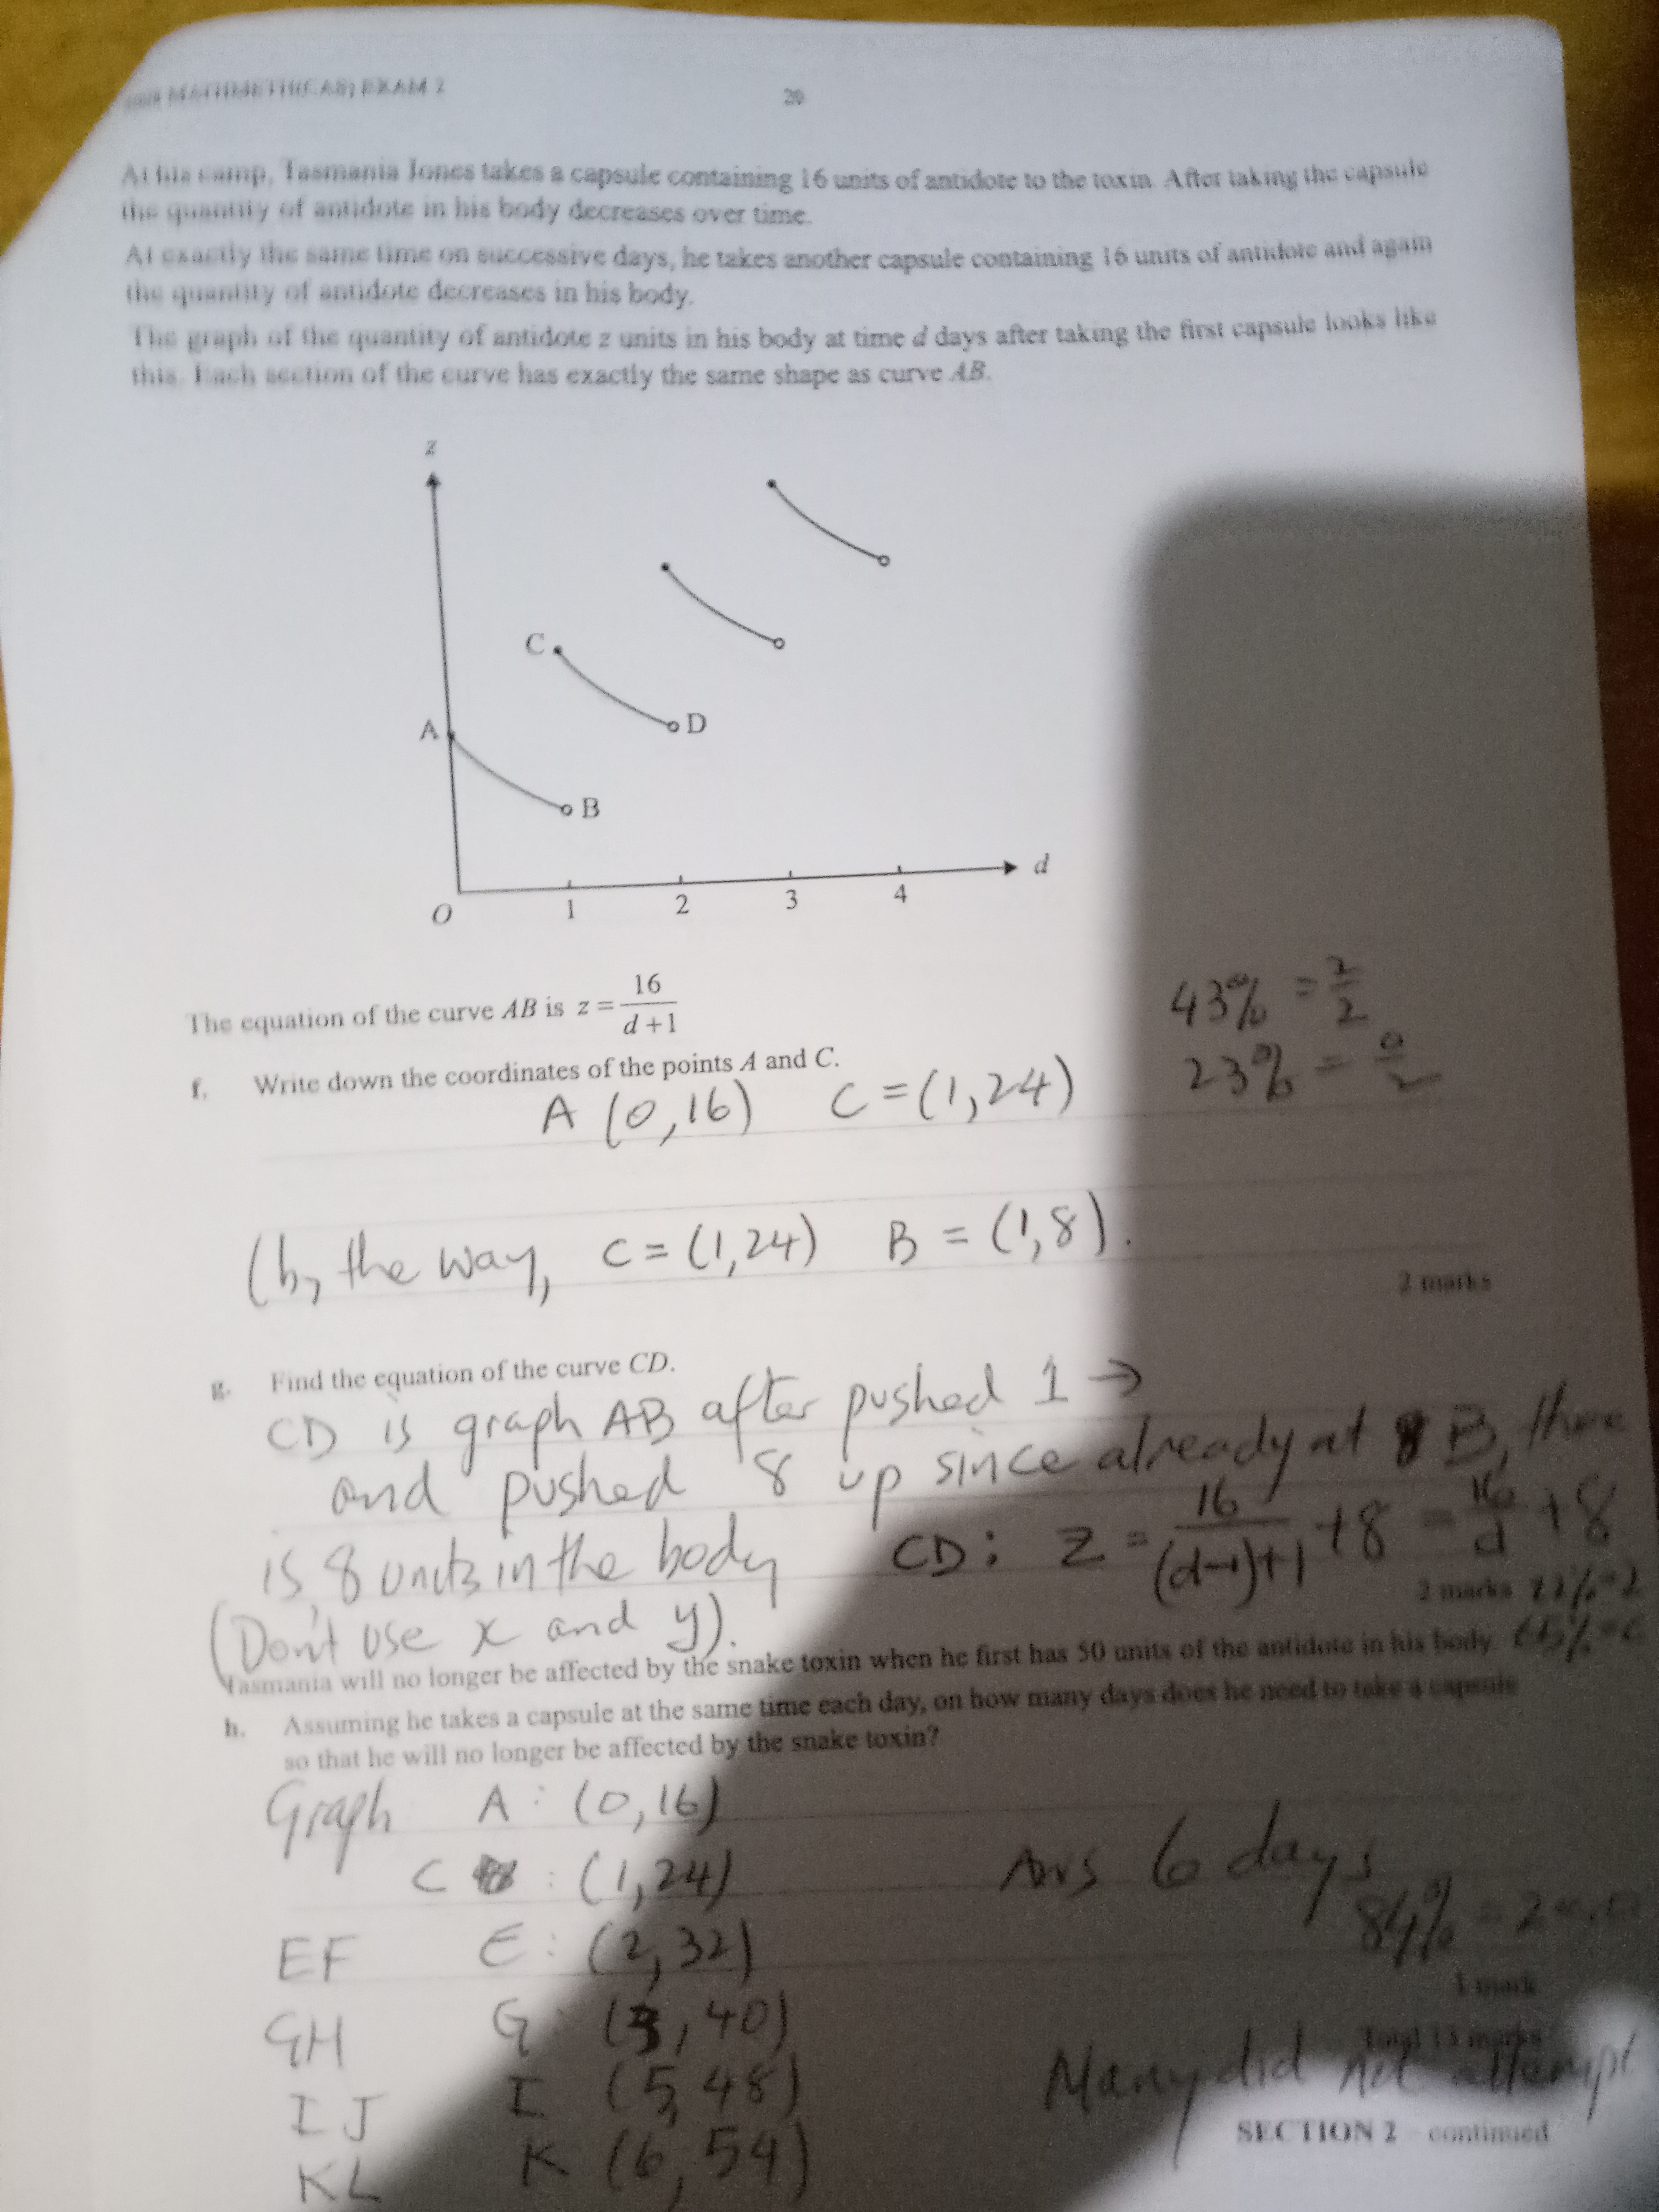 MATHMETH(CAS) EXAM 2
20
At his camp, Tasmania Jones takes a capsule containing 16 units of antidote to the toxin. After taking the capsule
the quantity of antidote in his body decreases over time.
At exactly the same time on successive days, he takes another capsule containing 16 units of antidote and again
the quantity of antidote decreases in his body.
The graph of the quantity of antidote z units in his body at time d days after taking the first capsule looks like
this. Each section of the curve has exactly the same shape as curve AB.
z
C
A
D
B
O
1
2
3
4
d
The equation of the curve AB is z = 16/(d+1)
43% = 2/2
f. Write down the coordinates of the points A and C.
23% = 0/2
A (0,16) C = (1,24)
(by the way, C = (1,24) B = (1,8).
2 marks
g. Find the equation of the curve CD.
CD is graph AB after pushed 1 →
and pushed 8 up since already at B, there
is 8 units in the body CD: z = 16/((d-1)+1) +8 = 16/d +8
2 marks
(Don't use x and y).
Tasmania will no longer be affected by the snake toxin when he first has 50 units of the antidote in his body.
h. Assuming he takes a capsule at the same time each day, on how many days does he need to take a capsule
so that he will no longer be affected by the snake toxin?
Graph A : (0,16)
C : (1,24)
Ans 6 days
84%
EF E : (2,32)
1 mark
GH G (3,40)
Total 13 marks
IJ I (5,48)
Many did not attempt
SECTION 2 continued
KL K (6,54)